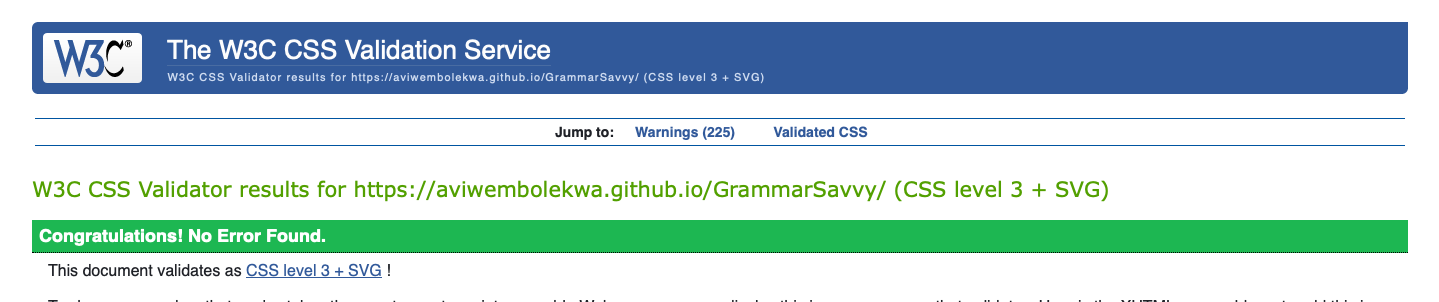 W3C®
The W3C CSS Validation Service
W3C CSS Validator results for https://aviwembolekwa.github.io/GrammarSavvy/ (CSS level 3 + SVG)
Jump to: Warnings (225) Validated CSS
W3C CSS Validator results for https://aviwembolekwa.github.io/GrammarSavvy/ (CSS level 3 + SVG)
Congratulations! No Error Found.
This document validates as CSS level 3 + SVG !